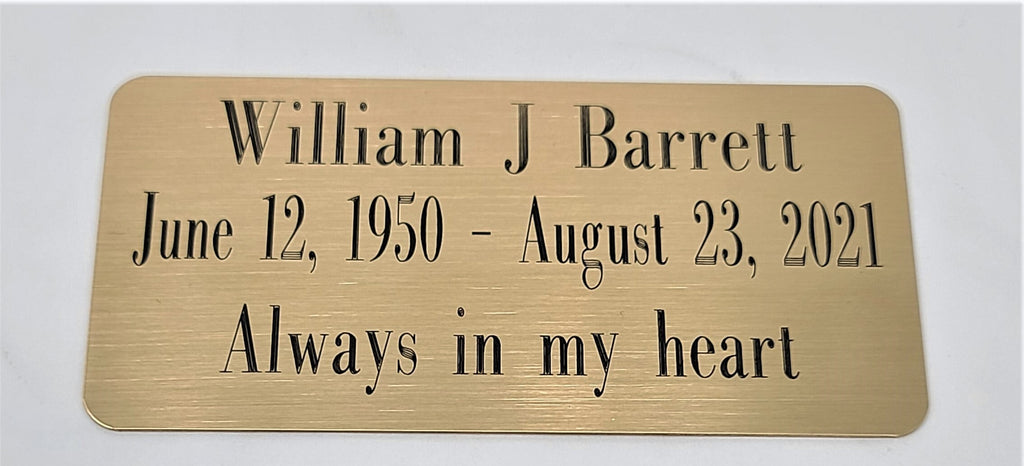 William J Barrett
June 12, 1950 - August 23, 2021
Always in my heart